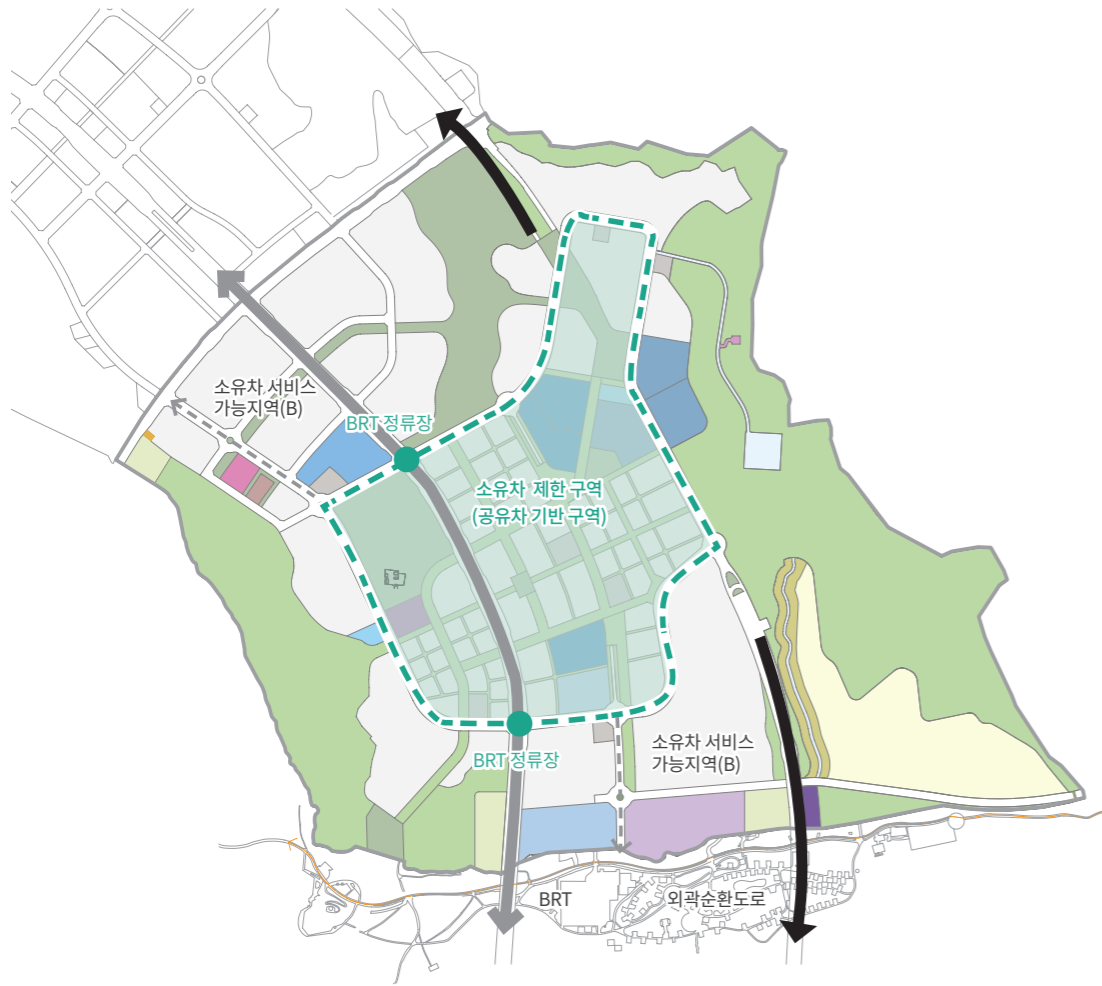 소유차 서비스
가능지역(B)
BRT 정류장
소유차 제한 구역
(공유차 기반 구역)
소유차 서비스
가능지역(B)
BRT 정류장
BRT
외곽순환도로